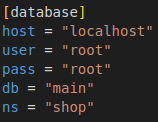 [database]
host = "localhost"
user = "root"
pass = "root"
db = "main"
ns = "shop"